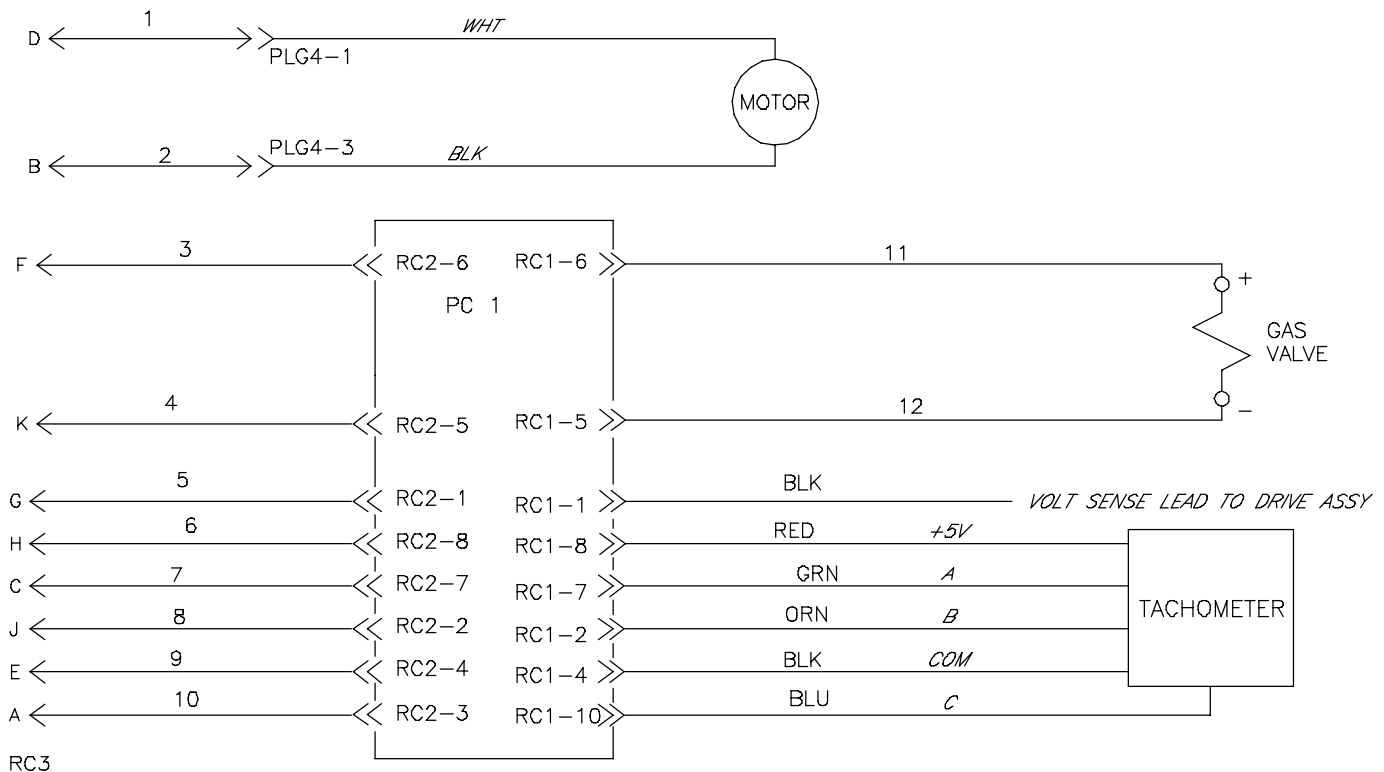 D 1 WHT
PLG4-1
MOTOR
B 2 PLG4-3 BLK
F 3 RC2-6 RC1-6 11 +
PC 1
GAS
VALVE
K 4 RC2-5 RC1-5 12 -
G 5 RC2-1 RC1-1 BLK VOLT SENSE LEAD TO DRIVE ASSY
H 6 RC2-8 RC1-8 RED +5V
C 7 RC2-7 RC1-7 GRN A
TACHOMETER
J 8 RC2-2 RC1-2 ORN B
E 9 RC2-4 RC1-4 BLK COM
A 10 RC2-3 RC1-10 BLU C
RC3